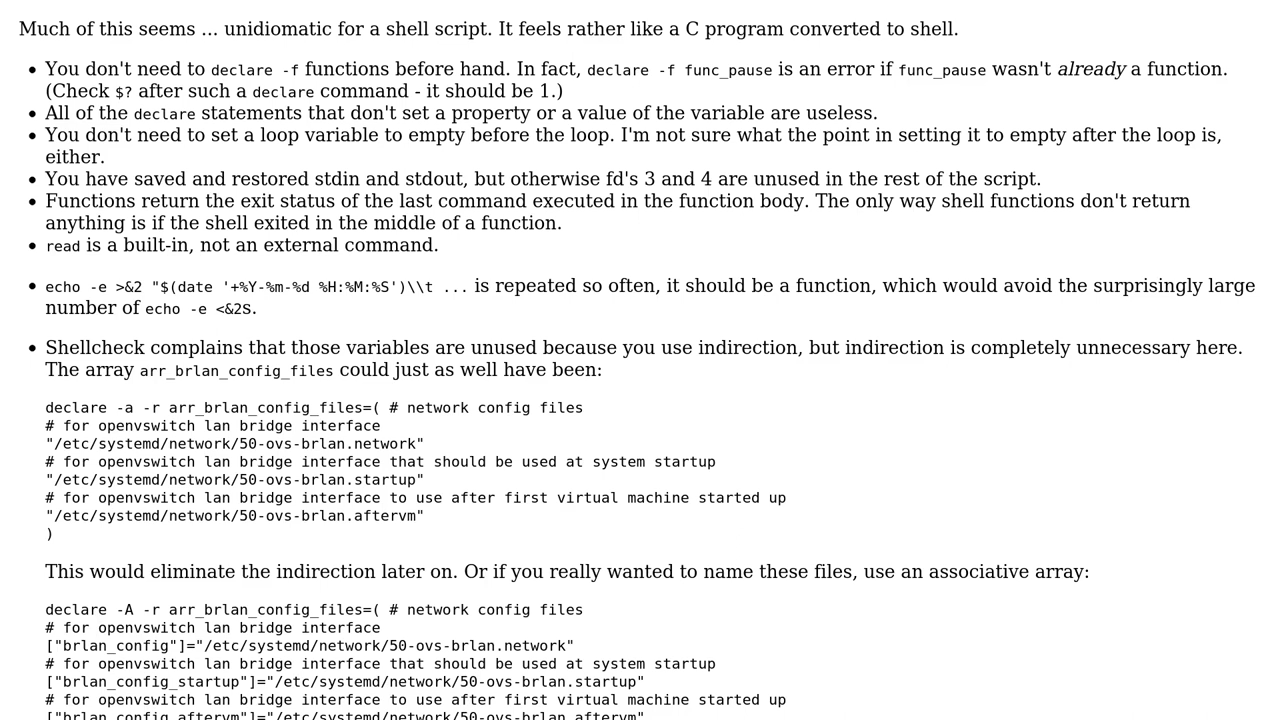 Much of this seems ... unidiomatic for a shell script. It feels rather like a C program converted to shell.
• You don't need to declare -f functions before hand. In fact, declare -f func_pause is an error if func_pause wasn't already a function.
(Check $? after such a declare command - it should be 1.)
• All of the declare statements that don't set a property or a value of the variable are useless.
• You don't need to set a loop variable to empty before the loop. I'm not sure what the point in setting it to empty after the loop is,
either.
• You have saved and restored stdin and stdout, but otherwise fd's 3 and 4 are unused in the rest of the script.
• Functions return the exit status of the last command executed in the function body. The only way shell functions don't return
anything is if the shell exited in the middle of a function.
• read is a built-in, not an external command.
• echo -e >&2 "$(date '+%Y-%m-%d %H:%M:%S')\\t ... is repeated so often, it should be a function, which would avoid the surprisingly large
number of echo -e <&2s.
• Shellcheck complains that those variables are unused because you use indirection, but indirection is completely unnecessary here.
The array arr_brlan_config_files could just as well have been:
declare -a -r arr_brlan_config_files=( # network config files
# for openvswitch lan bridge interface
"/etc/systemd/network/50-ovs-brlan.network"
# for openvswitch lan bridge interface that should be used at system startup
"/etc/systemd/network/50-ovs-brlan.startup"
# for openvswitch lan bridge interface to use after first virtual machine started up
"/etc/systemd/network/50-ovs-brlan.aftervm"
)
This would eliminate the indirection later on. Or if you really wanted to name these files, use an associative array:
declare -A -r arr_brlan_config_files=( # network config files
# for openvswitch lan bridge interface
["brlan_config"]="/etc/systemd/network/50-ovs-brlan.network"
# for openvswitch lan bridge interface that should be used at system startup
["brlan_config_startup"]="/etc/systemd/network/50-ovs-brlan.startup"
# for openvswitch lan bridge interface to use after first virtual machine started up
["brlan_config_aftervm"]="/etc/systemd/network/50-ovs-brlan.aftervm"